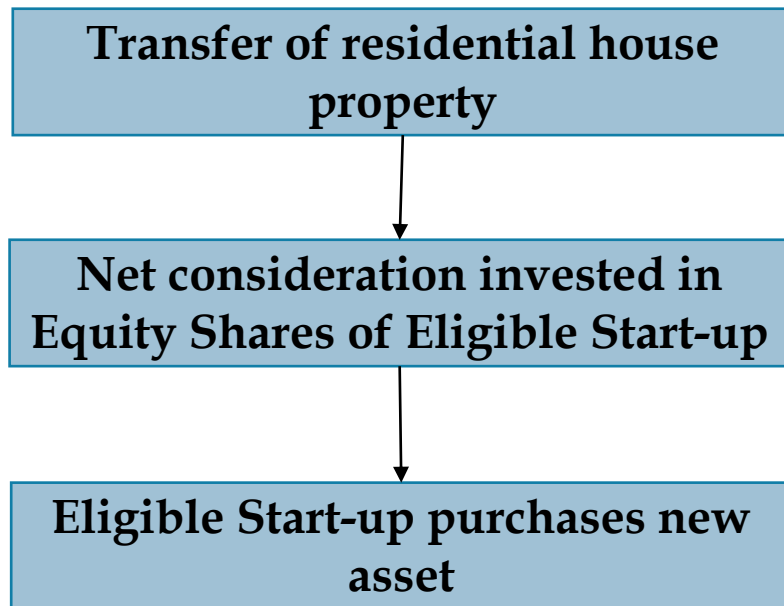 Transfer of residential house
property
Net consideration invested in
Equity Shares of Eligible Start-up
Eligible Start-up purchases new
asset